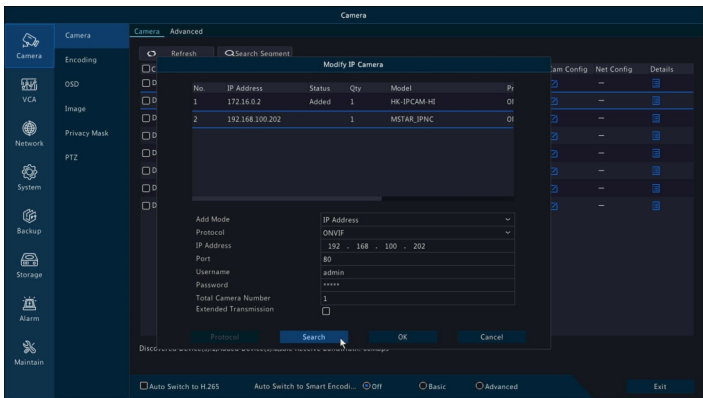 Camera
Camera Advanced
Camera
Encoding
OSD
Image
Privacy Mask
PTZ
Camera
VCA
Network
System
Backup
Storage
Alarm
Maintain
Refresh Search Segment
Cam Config Net Config Details
Modify IP Camera
No. IP Address Status Qty Model Pr
1 172.16.0.2 Added 1 HK-IPCAM-HI ON
2 192.168.100.202 1 MSTAR_IPNC ON
Add Mode IP Address
Protocol ONVIF
IP Address 192 . 168 . 100 . 202
Port 80
Username admin
Password *****
Total Camera Number 1
Extended Transmission
Protocol Search OK Cancel
Auto Switch to H.265 Auto Switch to Smart Encodi... Off Basic Advanced Exit